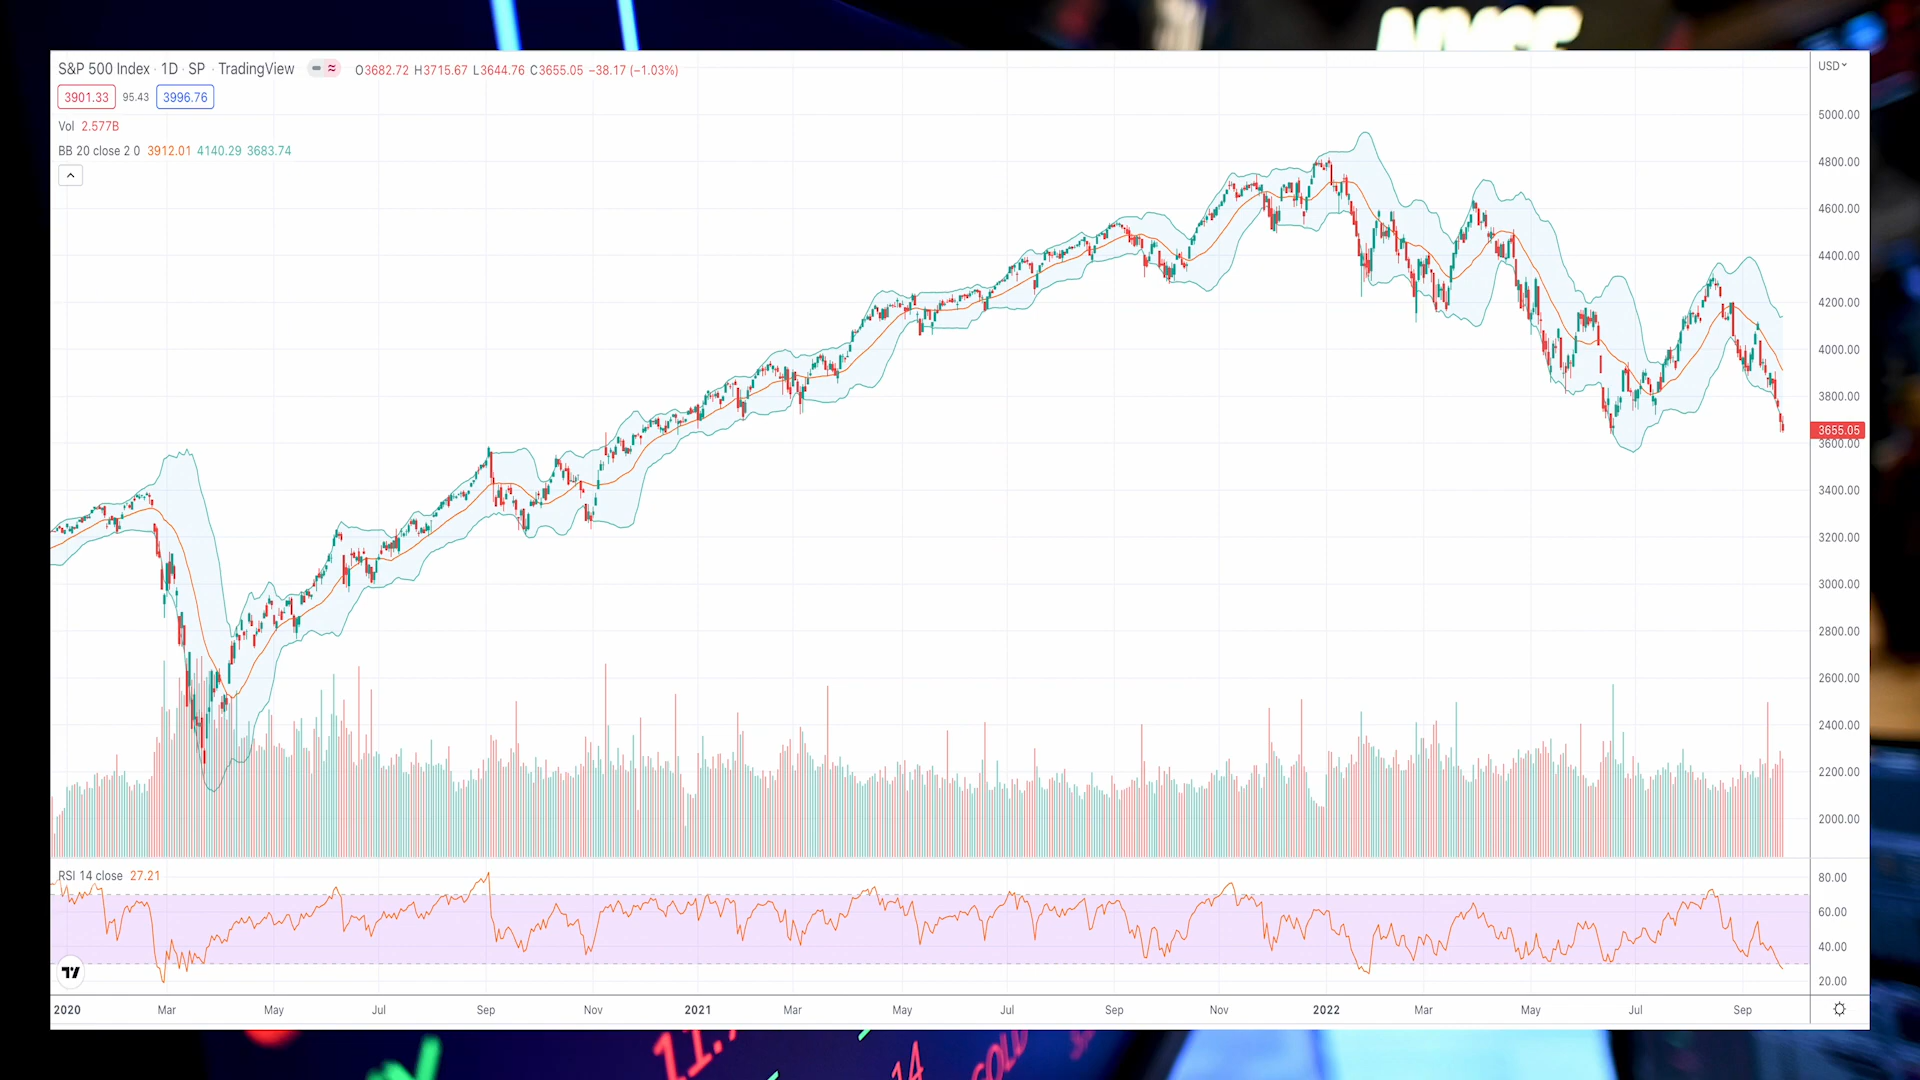 NYSE
S&P 500 Index · 1D · SP · TradingView
O3682.72 H3715.67 L3644.76 C3655.05 −38.17 (−1.03%)
USD
3901.33 95.43 3996.76
Vol 2.577B
BB 20 close 2 0 3912.01 4140.29 3683.74
5000.00
4800.00
4600.00
4400.00
4200.00
4000.00
3800.00
3655.05
3600.00
3400.00
3200.00
3000.00
2800.00
2600.00
2400.00
2200.00
2000.00
RSI 14 close 27.21
80.00
60.00
40.00
20.00
2020 Mar May Jul Sep Nov 2021 Mar May Jul Sep Nov 2022 Mar May Jul Sep
14
GOLD